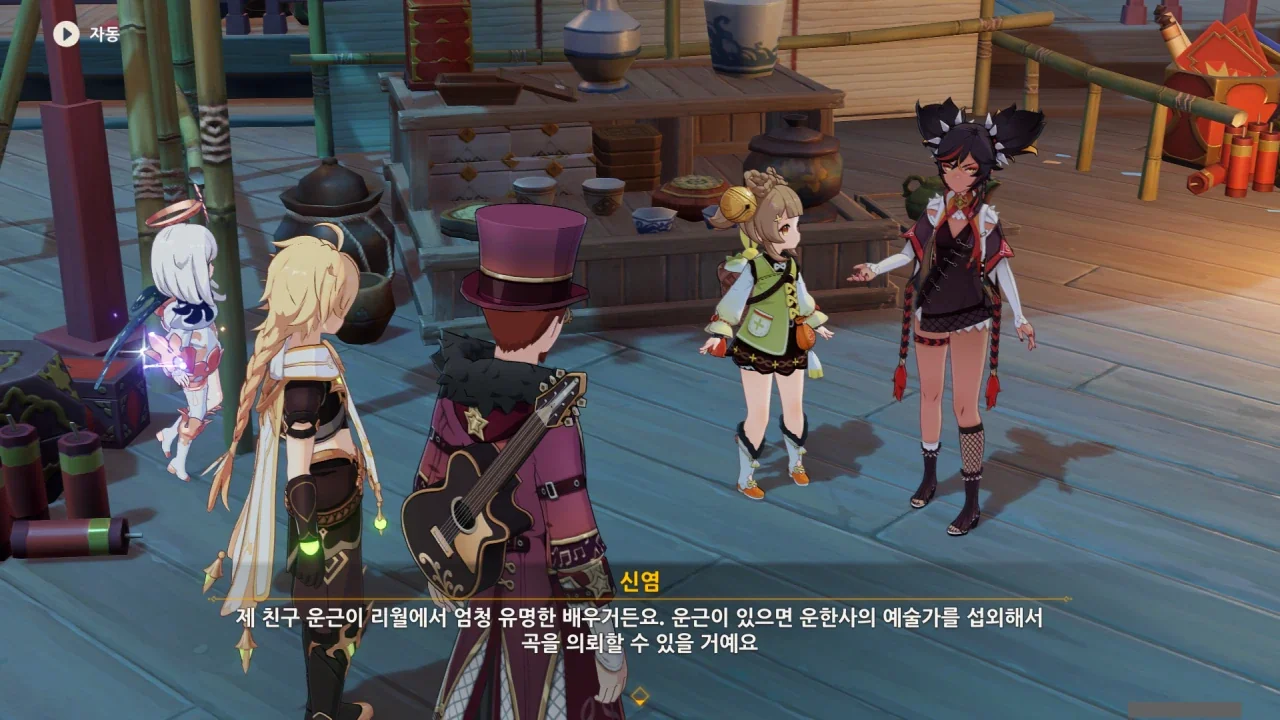 자동
신염
제 친구 운근이 리월에서 엄청 유명한 배우거든요. 운근이 있으면 운한사의 예술가를 섭외해서
곡을 의뢰할 수 있을 거예요